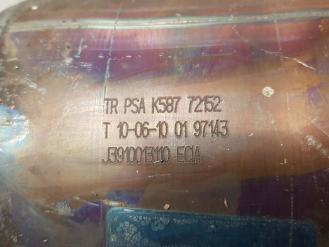 TR PSA K587 72152
T 10-06-10 01 97143
J3910013110 ECIA